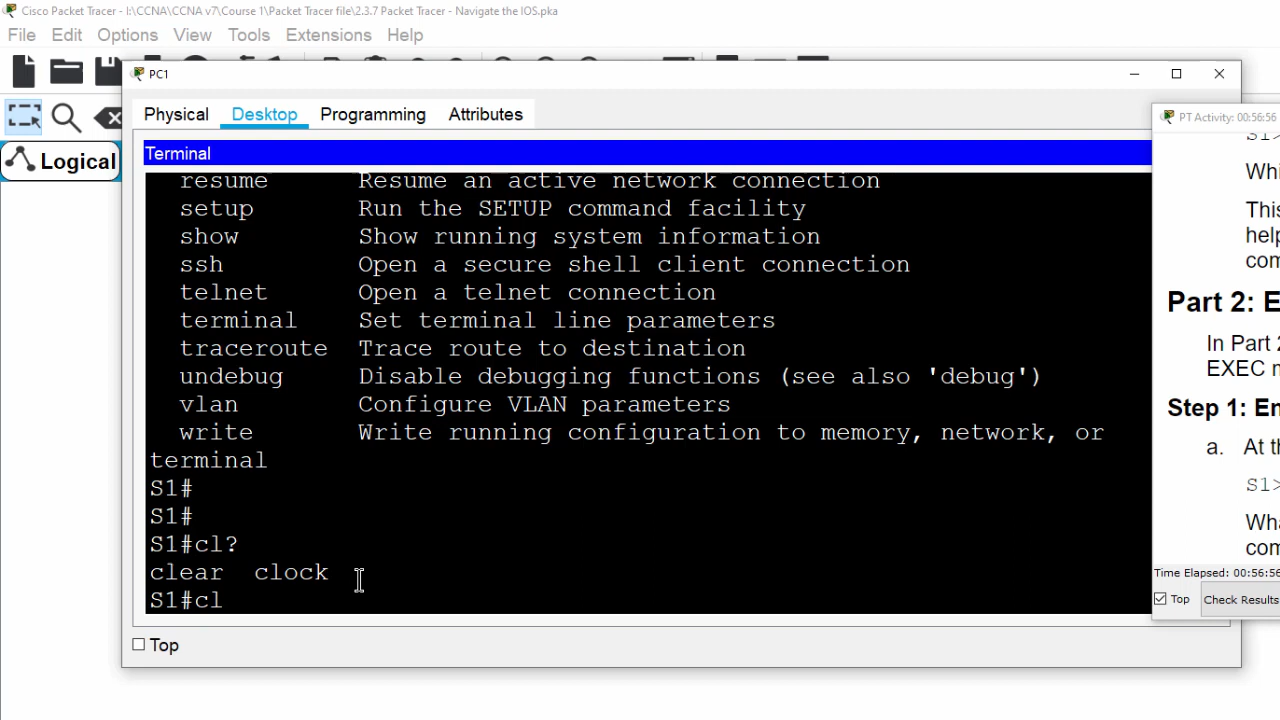 Cisco Packet Tracer - I:\CCNA\CCNA v7\Course 1\Packet Tracer file\2.3.7 Packet Tracer - Navigate the IOS.pka
File Edit Options View Tools Extensions Help
PC1
Physical Desktop Programming Attributes
PT Activity: 00:56:56
Logical
Terminal
resume Resume an active network connection
setup Run the SETUP command facility
show Show running system information
ssh Open a secure shell client connection
telnet Open a telnet connection
terminal Set terminal line parameters
traceroute Trace route to destination
undebug Disable debugging functions (see also 'debug')
vlan Configure VLAN parameters
write Write running configuration to memory, network, or
terminal
S1#
S1#
S1#cl?
clear clock
S1#cl
Top
Part 2:
In Part 2
EXEC
Step 1:
a. At
S1>
Time Elapsed: 00:56:56
Top Check Results